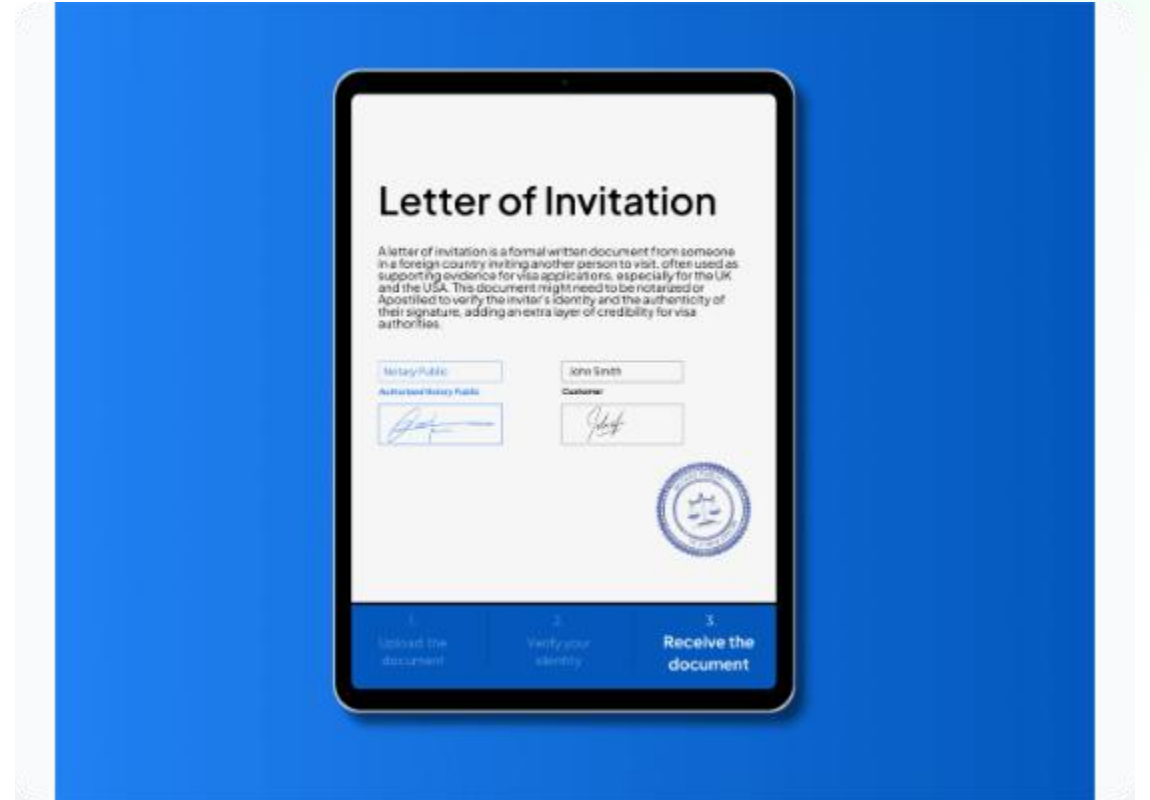 Letter of Invitation
A letter of invitation is a formal written document from someone
in a foreign country inviting another person to visit, often used as
supporting evidence for visa applications, especially for the UK
and the USA. This document might need to be notarized or
Apostilled to verify the inviter's identity and the authenticity of
their signature, adding an extra layer of credibility for visa
authorities.
Notary Public
John Smith
Authorised Notary Public
Customer
1.
2.
3.
Upload the
document
Verify your
identity
Receive the
document